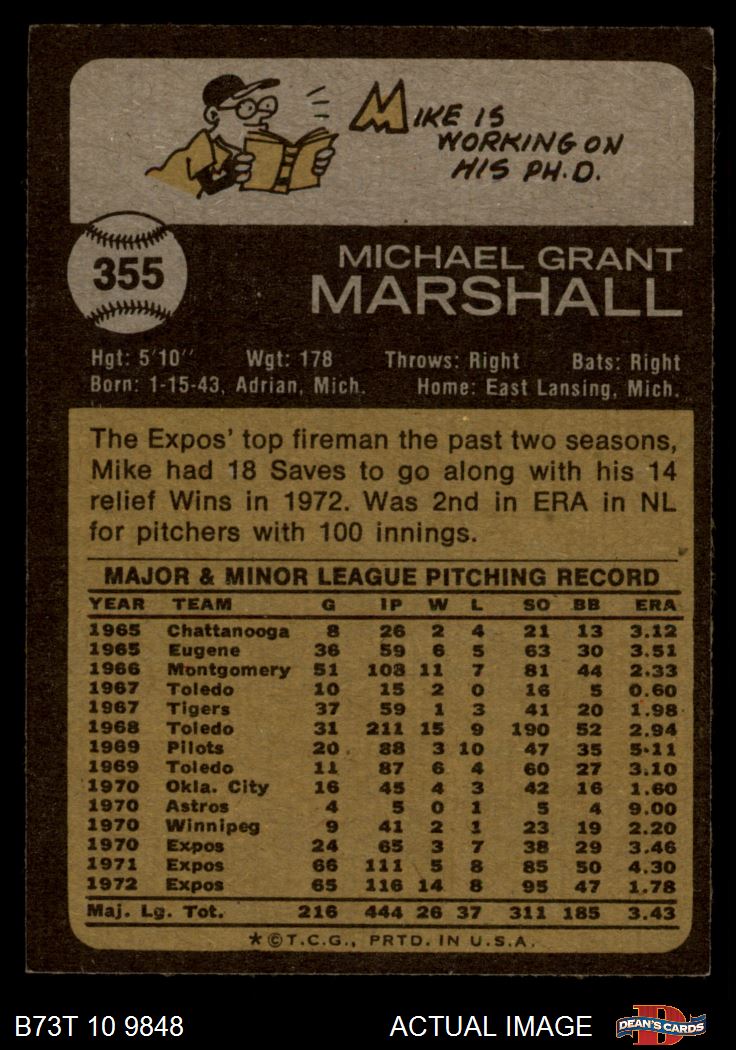 MIKE IS
WORKING ON
HIS PH.D.
355
MICHAEL GRANT
MARSHALL
Hgt: 5'10" Wgt: 178 Throws: Right Bats: Right
Born: 1-15-43, Adrian, Mich. Home: East Lansing, Mich.
The Expos' top fireman the past two seasons,
Mike had 18 Saves to go along with his 14
relief Wins in 1972. Was 2nd in ERA in NL
for pitchers with 100 innings.
MAJOR & MINOR LEAGUE PITCHING RECORD
YEAR TEAM G IP W L SO BB ERA
1965 Chattanooga 8 26 2 4 21 13 3.12
1965 Eugene 36 59 6 5 63 30 3.51
1966 Montgomery 51 108 11 7 81 44 2.33
1967 Toledo 10 15 2 0 16 5 0.60
1967 Tigers 37 59 1 3 41 20 1.98
1968 Toledo 31 211 15 9 190 52 2.94
1969 Pilots 20 88 3 10 47 35 5.11
1969 Toledo 11 87 6 4 60 27 3.10
1970 Okla. City 16 45 4 3 42 16 1.60
1970 Astros 4 5 0 1 5 4 9.00
1970 Winnipeg 9 41 2 1 23 19 2.20
1970 Expos 24 65 3 7 38 29 3.46
1971 Expos 66 111 5 8 85 50 4.30
1972 Expos 65 116 14 8 95 47 1.78
Maj. Lg. Tot. 216 444 26 37 311 185 3.43
★©T.C.G., PRTD. IN U.S.A.
B73T 10 9848 ACTUAL IMAGE D DEAN'S CARDS